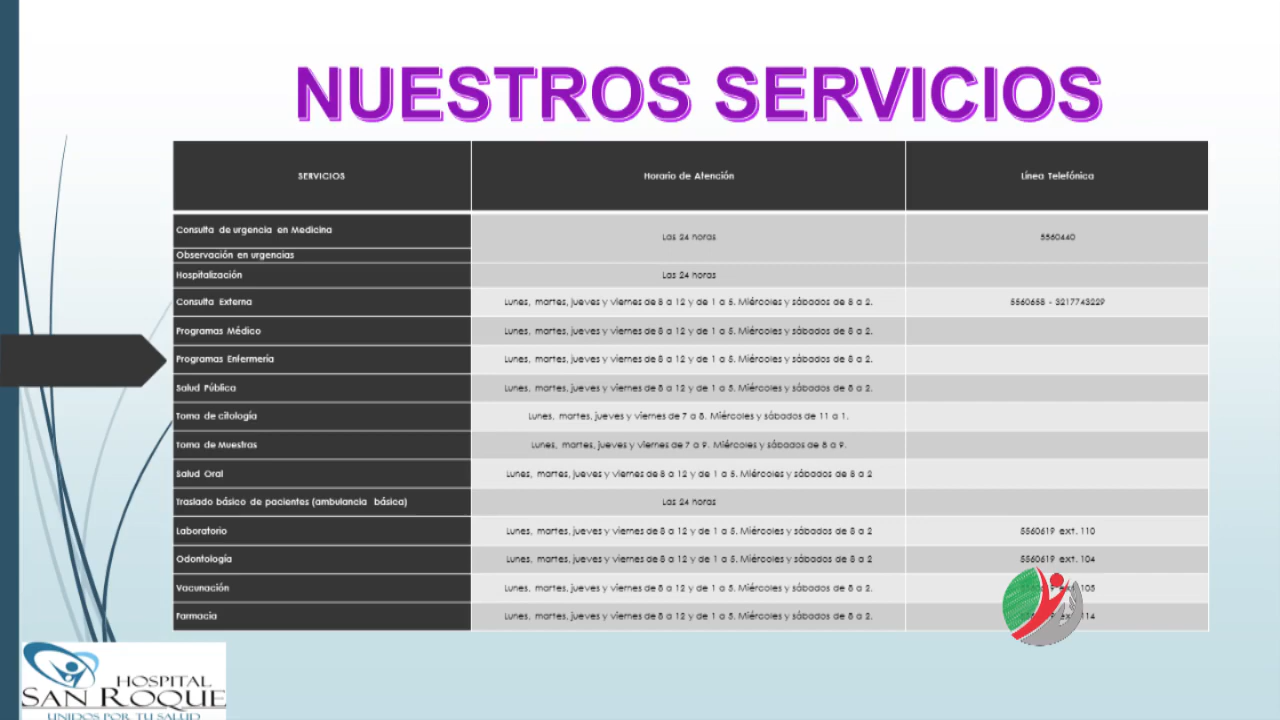 NUESTROS SERVICIOS
SERVICIOS Horario de Atención Línea Telefónica
Consulta de urgencia en Medicina Las 24 horas 5560440
Observación en urgencias
Hospitalización Las 24 horas
Consulta Externa Lunes, martes, jueves y viernes de 8 a 12 y de 1 a 5. Miércoles y sábados de 8 a 2. 5560658 - 3217743229
Programas Médico Lunes, martes, jueves y viernes de 8 a 12 y de 1 a 5. Miércoles y sábados de 8 a 2.
Programas Enfermería Lunes, martes, jueves y viernes de 8 a 12 y de 1 a 5. Miércoles y sábados de 8 a 2.
Salud Pública Lunes, martes, jueves y viernes de 8 a 12 y de 1 a 5. Miércoles y sábados de 8 a 2.
Toma de citología Lunes, martes, jueves y viernes de 7 a 8. Miércoles y sábados de 11 a 1.
Toma de Muestras Lunes, martes, jueves y viernes de 7 a 9. Miércoles y sábados de 8 a 9.
Salud Oral Lunes, martes, jueves y viernes de 8 a 12 y de 1 a 5. Miércoles y sábados de 8 a 2
Traslado básico de pacientes (ambulancia básica) Las 24 horas
Laboratorio Lunes, martes, jueves y viernes de 8 a 12 y de 1 a 5. Miércoles y sábados de 8 a 2 5560619 ext. 110
Odontología Lunes, martes, jueves y viernes de 8 a 12 y de 1 a 5. Miércoles y sábados de 8 a 2 5560619 ext. 104
Vacunación Lunes, martes, jueves y viernes de 8 a 12 y de 1 a 5. Miércoles y sábados de 8 a 2. 105
Farmacia Lunes, martes, jueves y viernes de 8 a 12 y de 1 a 5. Miércoles y sábados de 8 a 2. 114
HOSPITAL
SAN ROQUE
UNIDOS POR TU SALUD